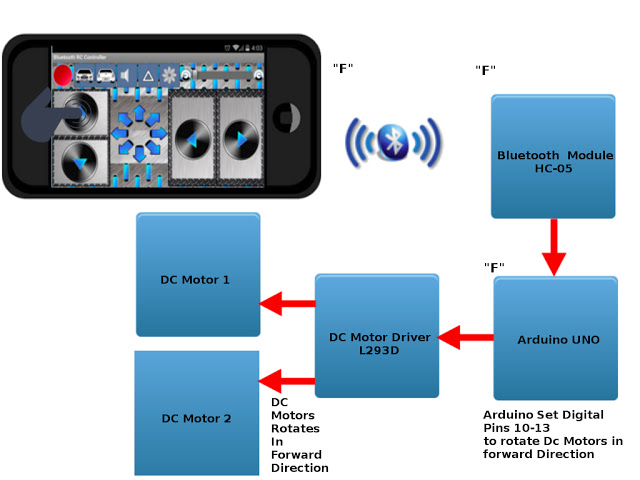 4:03
Bluetooth RC Controller
"F"
"F"
Bluetooth Module
HC-05
"F"
DC Motor 1
DC Motor Driver
L293D
Arduino UNO
DC Motor 2
DC
Motors
Rotates
In
Forward
Direction
Arduino Set Digital
Pins 10-13
to rotate Dc Motors in
forward Direction